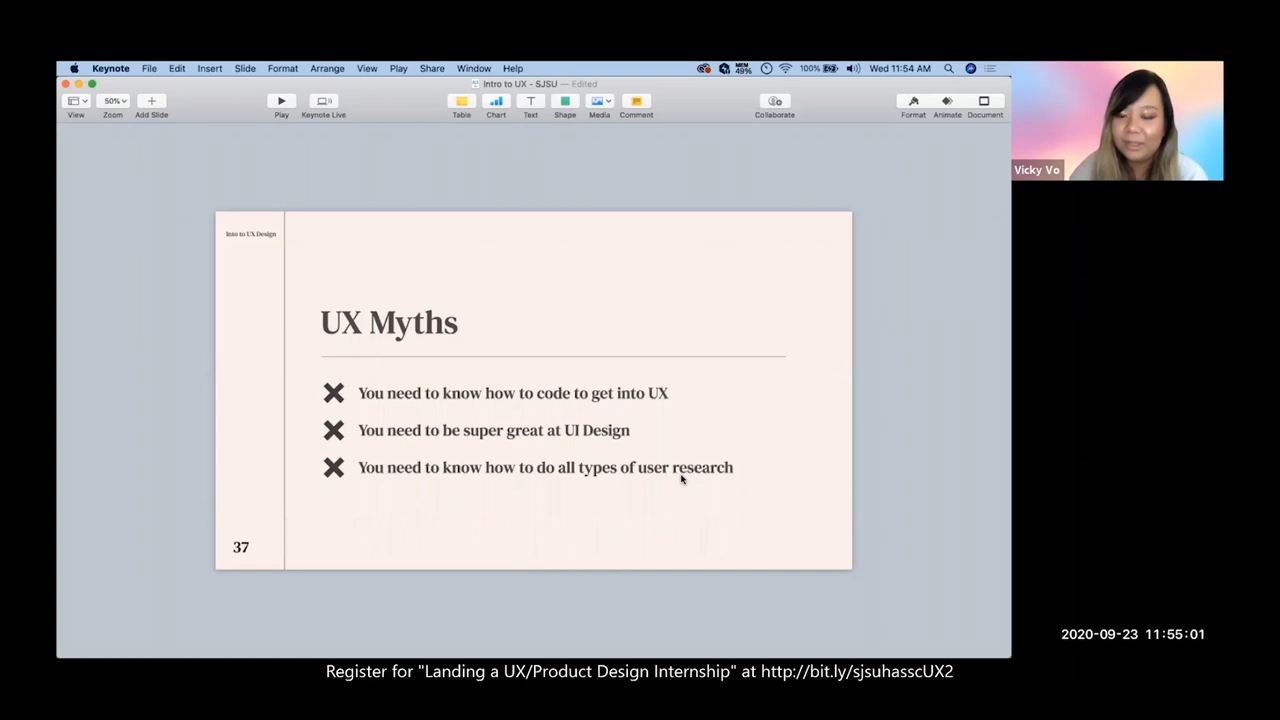 Keynote File Edit Insert Slide Format Arrange View Play Share Window Help MEM 49% 100% Wed 11:54 AM
Intro to UX - SJSU — Edited
50%
View Zoom Add Slide Play Keynote Live Table Chart Text Shape Media Comment Collaborate Format Animate Document
Vicky Vo
Into to UX Design
UX Myths
You need to know how to code to get into UX
You need to be super great at UI Design
You need to know how to do all types of user research
37
2020-09-23 11:55:01
Register for "Landing a UX/Product Design Internship" at http://bit.ly/sjsuhasscUX2